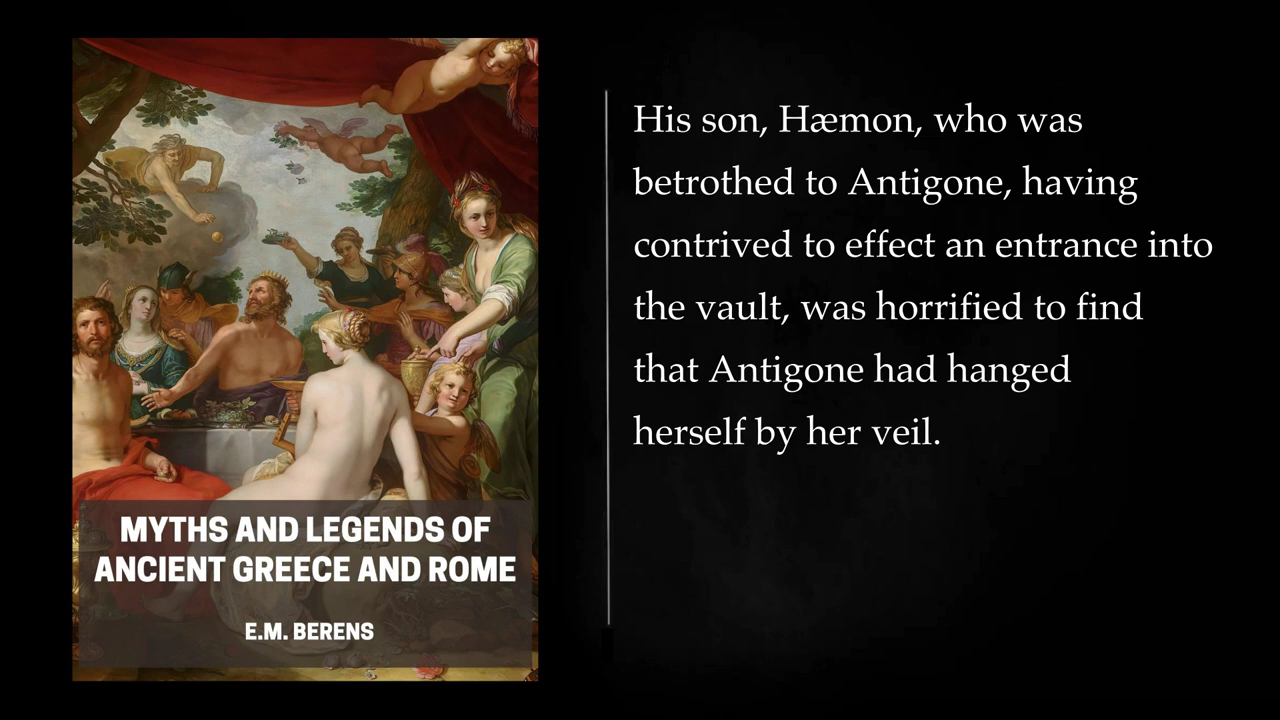 MYTHS AND LEGENDS OF
ANCIENT GREECE AND ROME
E.M. BERENS
His son, Hæmon, who was
betrothed to Antigone, having
contrived to effect an entrance into
the vault, was horrified to find
that Antigone had hanged
herself by her veil.